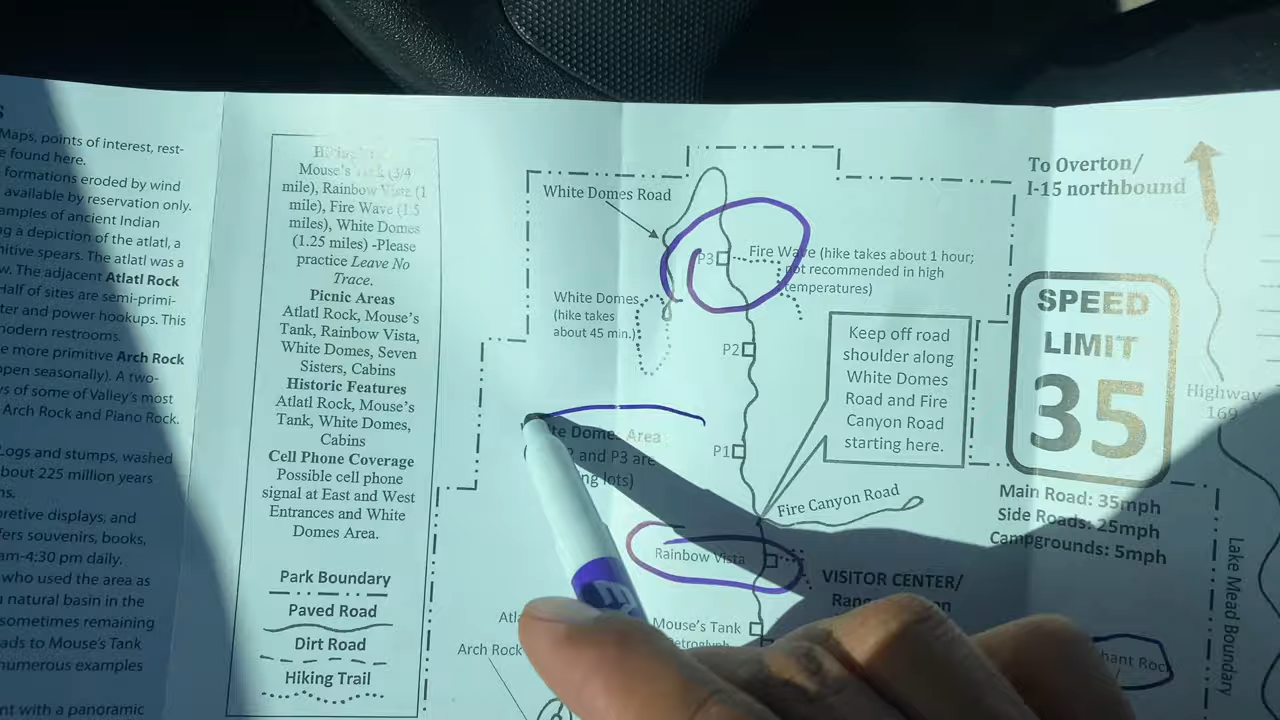 Maps, points of interest, rest-
found here.
formations eroded by wind
available by reservation only.
of ancient Indian
a depiction of the atlatl, a
spears. The atlatl was a
The adjacent Atlatl Rock
Half of sites are semi-primi-
and power hookups. This
modern restrooms.
more primitive Arch Rock
open seasonally). A two-
of some of Valley's most
Arch Rock and Piano Rock.
Logs and stumps, washed
about 225 million years
displays, and
souvenirs, books,
am-4:30 pm daily.
who used the area as
natural basin in the
sometimes remaining
to Mouse's Tank
numerous examples
with a panoramic
Mouse's Tank (3/4
mile), Rainbow Vista (1
mile), Fire Wave (1.5
miles), White Domes
(1.25 miles) -Please
practice Leave No
Trace.
Picnic Areas
Atlatl Rock, Mouse's
Tank, Rainbow Vista,
White Domes, Seven
Sisters, Cabins
Historic Features
Atlatl Rock, Mouse's
Tank, White Domes,
Cabins
Cell Phone Coverage
Possible cell phone
signal at East and West
Entrances and White
Domes Area.
Park Boundary
Paved Road
Dirt Road
Hiking Trail
White Domes Road
P3
Fire Wave (hike takes about 1 hour;
not recommended in high
temperatures)
White Domes
(hike takes
about 45 min.)
P2
Keep off road
shoulder along
White Domes
Road and Fire
Canyon Road
starting here.
Area
and P3 are
lots)
P1
Fire Canyon Road
Rainbow Vista
VISITOR CENTER/
Mouse's Tank
Arch Rock
To Overton/
I-15 northbound
SPEED
LIMIT
35
Main Road: 35mph
Side Roads: 25mph
Campgrounds: 5mph
Highway
169
Lake Mead Boundary